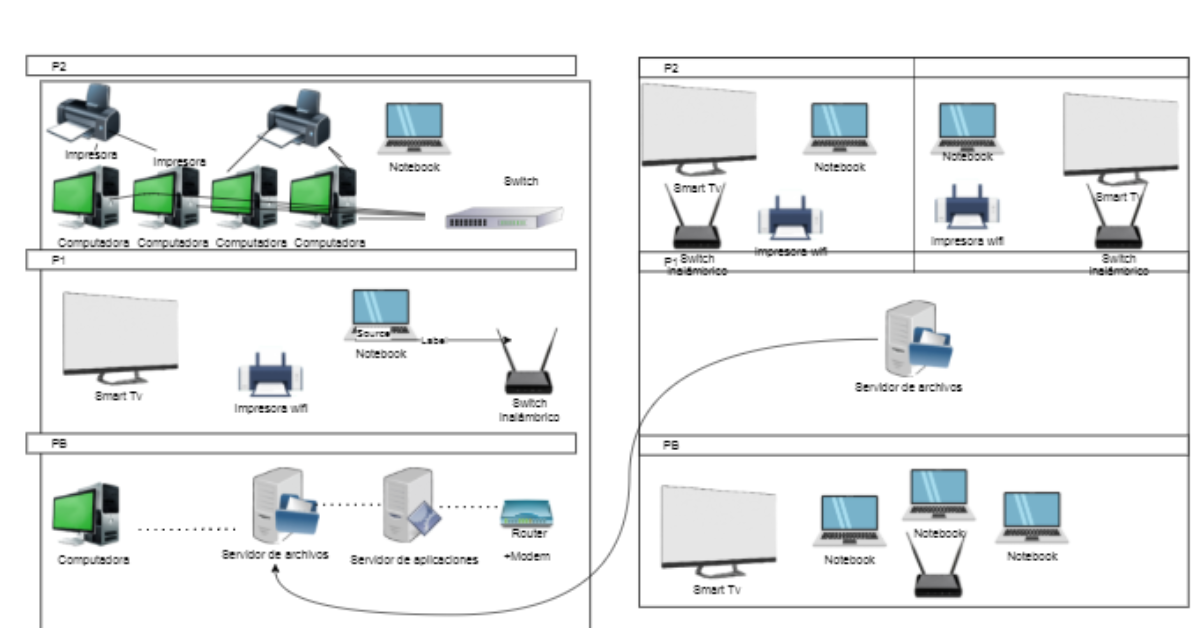 P2
Impresora
Impresora
Notebook
Switch
Computadora
Computadora
Computadora
Computadora
P1
Source
Label
Notebook
Smart Tv
Impresora wifi
Switch
Inalámbrico
PB
Computadora
Servidor de archivos
Servidor de aplicaciones
Router
+Modem
P2
Smart Tv
Notebook
Impresora wifi
Switch
Inalámbrico
Notebook
Impresora wifi
Smart Tv
Switch
Inalámbrico
P1
Servidor de archivos
PB
Smart Tv
Notebook
Notebook
Notebook